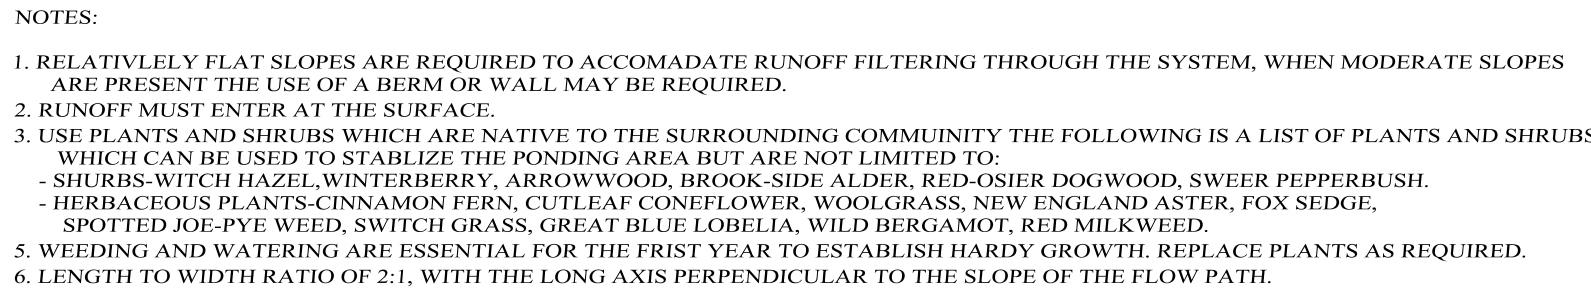 NOTES:
1. RELATIVLELY FLAT SLOPES ARE REQUIRED TO ACCOMADATE RUNOFF FILTERING THROUGH THE SYSTEM, WHEN MODERATE SLOPES
ARE PRESENT THE USE OF A BERM OR WALL MAY BE REQUIRED.
2. RUNOFF MUST ENTER AT THE SURFACE.
3. USE PLANTS AND SHRUBS WHICH ARE NATIVE TO THE SURROUNDING COMMUINITY THE FOLLOWING IS A LIST OF PLANTS AND SHRUBS
WHICH CAN BE USED TO STABLIZE THE PONDING AREA BUT ARE NOT LIMITED TO:
- SHURBS-WITCH HAZEL,WINTERBERRY, ARROWWOOD, BROOK-SIDE ALDER, RED-OSIER DOGWOOD, SWEER PEPPERBUSH.
- HERBACEOUS PLANTS-CINNAMON FERN, CUTLEAF CONEFLOWER, WOOLGRASS, NEW ENGLAND ASTER, FOX SEDGE,
SPOTTED JOE-PYE WEED, SWITCH GRASS, GREAT BLUE LOBELIA, WILD BERGAMOT, RED MILKWEED.
5. WEEDING AND WATERING ARE ESSENTIAL FOR THE FRIST YEAR TO ESTABLISH HARDY GROWTH. REPLACE PLANTS AS REQUIRED.
6. LENGTH TO WIDTH RATIO OF 2:1, WITH THE LONG AXIS PERPENDICULAR TO THE SLOPE OF THE FLOW PATH.